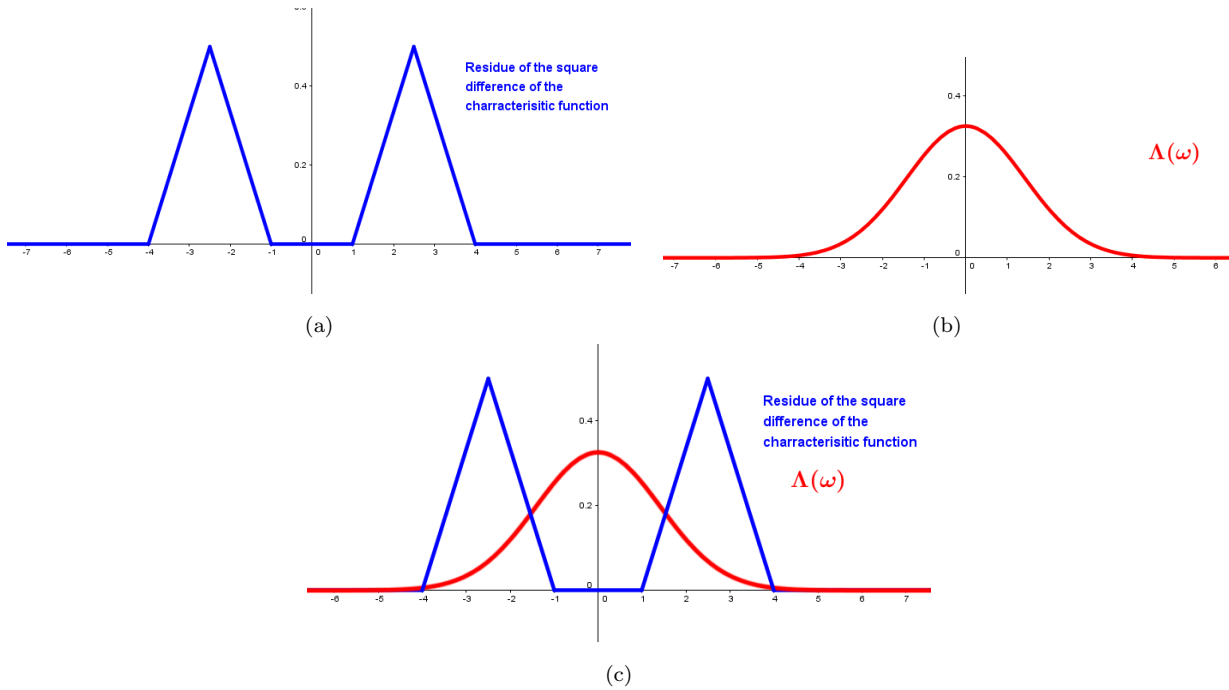 0.6
0.4
0.2
0
-7 -6 -5 -4 -3 -2 -1 0 1 2 3 4 5 6 7
Residue of the square
difference of the
charracterisitic function
(a)
0.4
0.2
0
-7 -6 -5 -4 -3 -2 -1 0 1 2 3 4 5 6
Λ(ω)
(b)
0.4
0.2
0
-6 -5 -4 -3 -2 -1 0 1 2 3 4 5 6 7
Residue of the square
difference of the
charracterisitic function
Λ(ω)
(c)